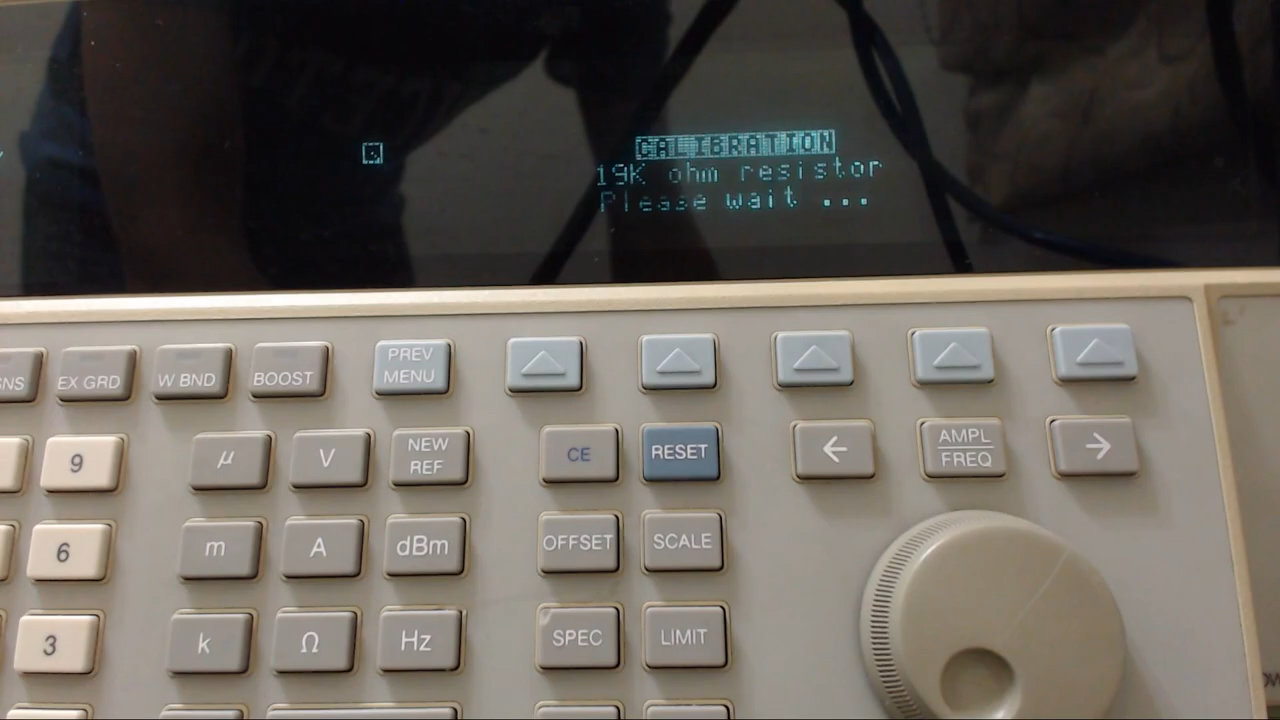 CALIBRATION
19K ohm resistor
Please wait ...
EX GRD
W BND
BOOST
PREV
MENU
9
µ
V
NEW
REF
CE
RESET
←
AMPL
FREQ
→
6
m
A
dBm
OFFSET
SCALE
3
k
Ω
Hz
SPEC
LIMIT